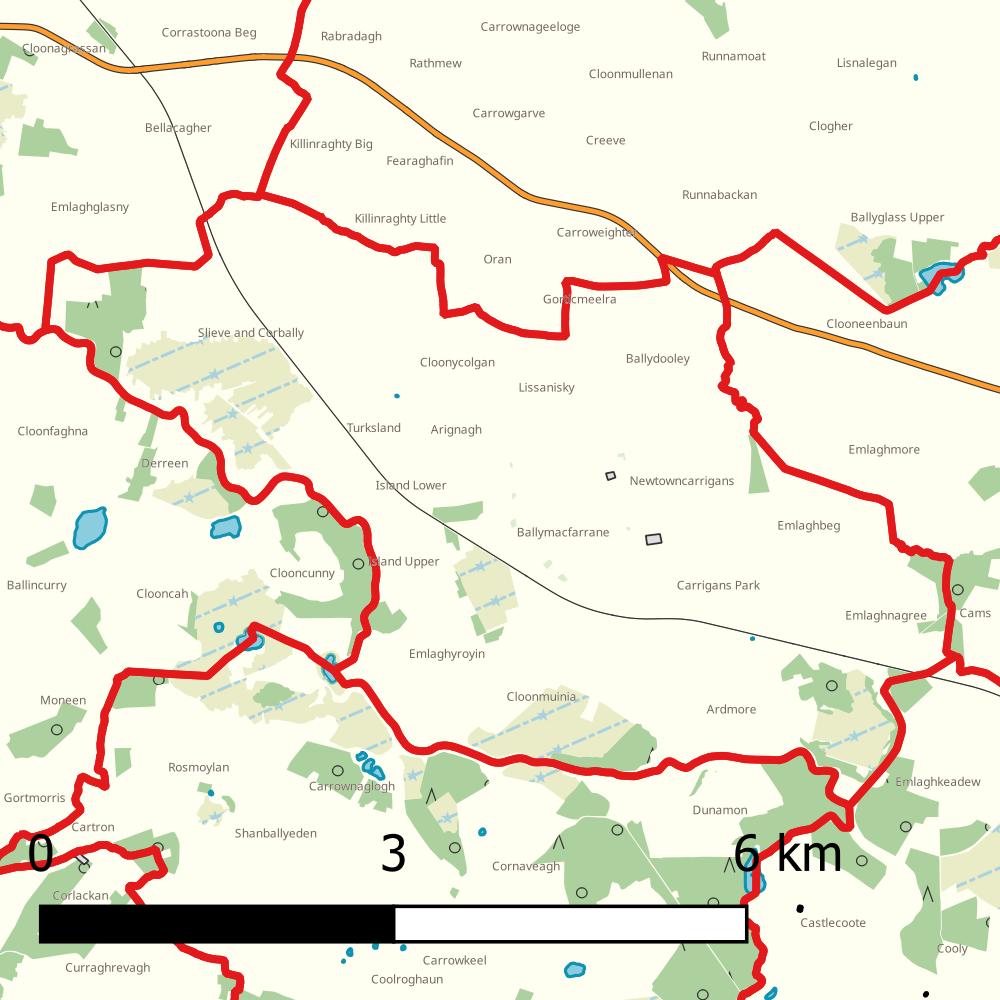 Carrownageeloge
Corrastoona Beg
Rabradagh
Cloonagrassan
Runnamoat
Rathmew
Lisnalegan
Cloonmullenan
Carrowgarve
Bellacagher
Clogher
Creeve
Killinraghty Big
Fearaghafin
Runnabackan
Emlaghglasny
Killinraghty Little
Ballyglass Upper
Carroweighter
Oran
Gorticmeelra
Clooneenbaun
Slieve and Corbally
Ballydooley
Cloonycolgan
Lissanisky
Turksland
Arignagh
Cloonfaghna
Emlaghmore
Derreen
Island Lower
Newtowncarrigans
Emlaghbeg
Ballymacfarrane
Island Upper
Clooncunny
Ballincurry
Carrigans Park
Clooncah
Emlaghnagree
Cams
Emlaghyroyin
Cloonmuinia
Moneen
Ardmore
Rosmoylan
Emlaghkeadew
Carrownaglogh
Gortmorris
Dunamon
Cartron
Shanballyeden
0 3 6 km
Cornaveagh
Corlackan
Castlecoote
Cooly
Carrowkeel
Curraghrevagh
Coolroghaun